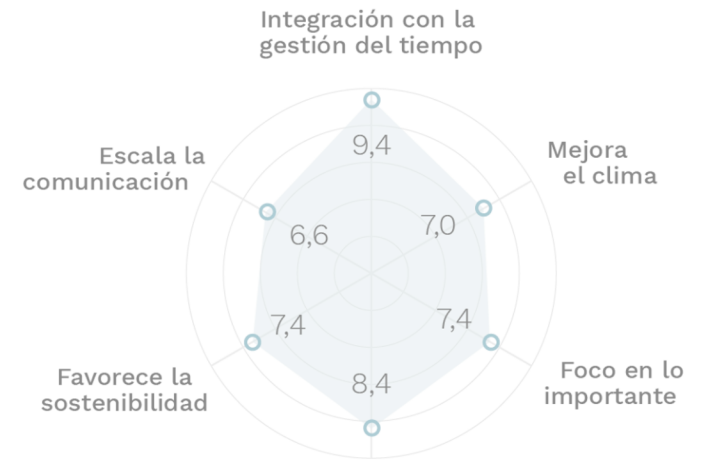 Integración con la
gestión del tiempo
9,4
Mejora
el clima
7,0
Foco en lo
importante
7,4
8,4
Favorece la
sostenibilidad
7,4
Escala la
comunicación
6,6